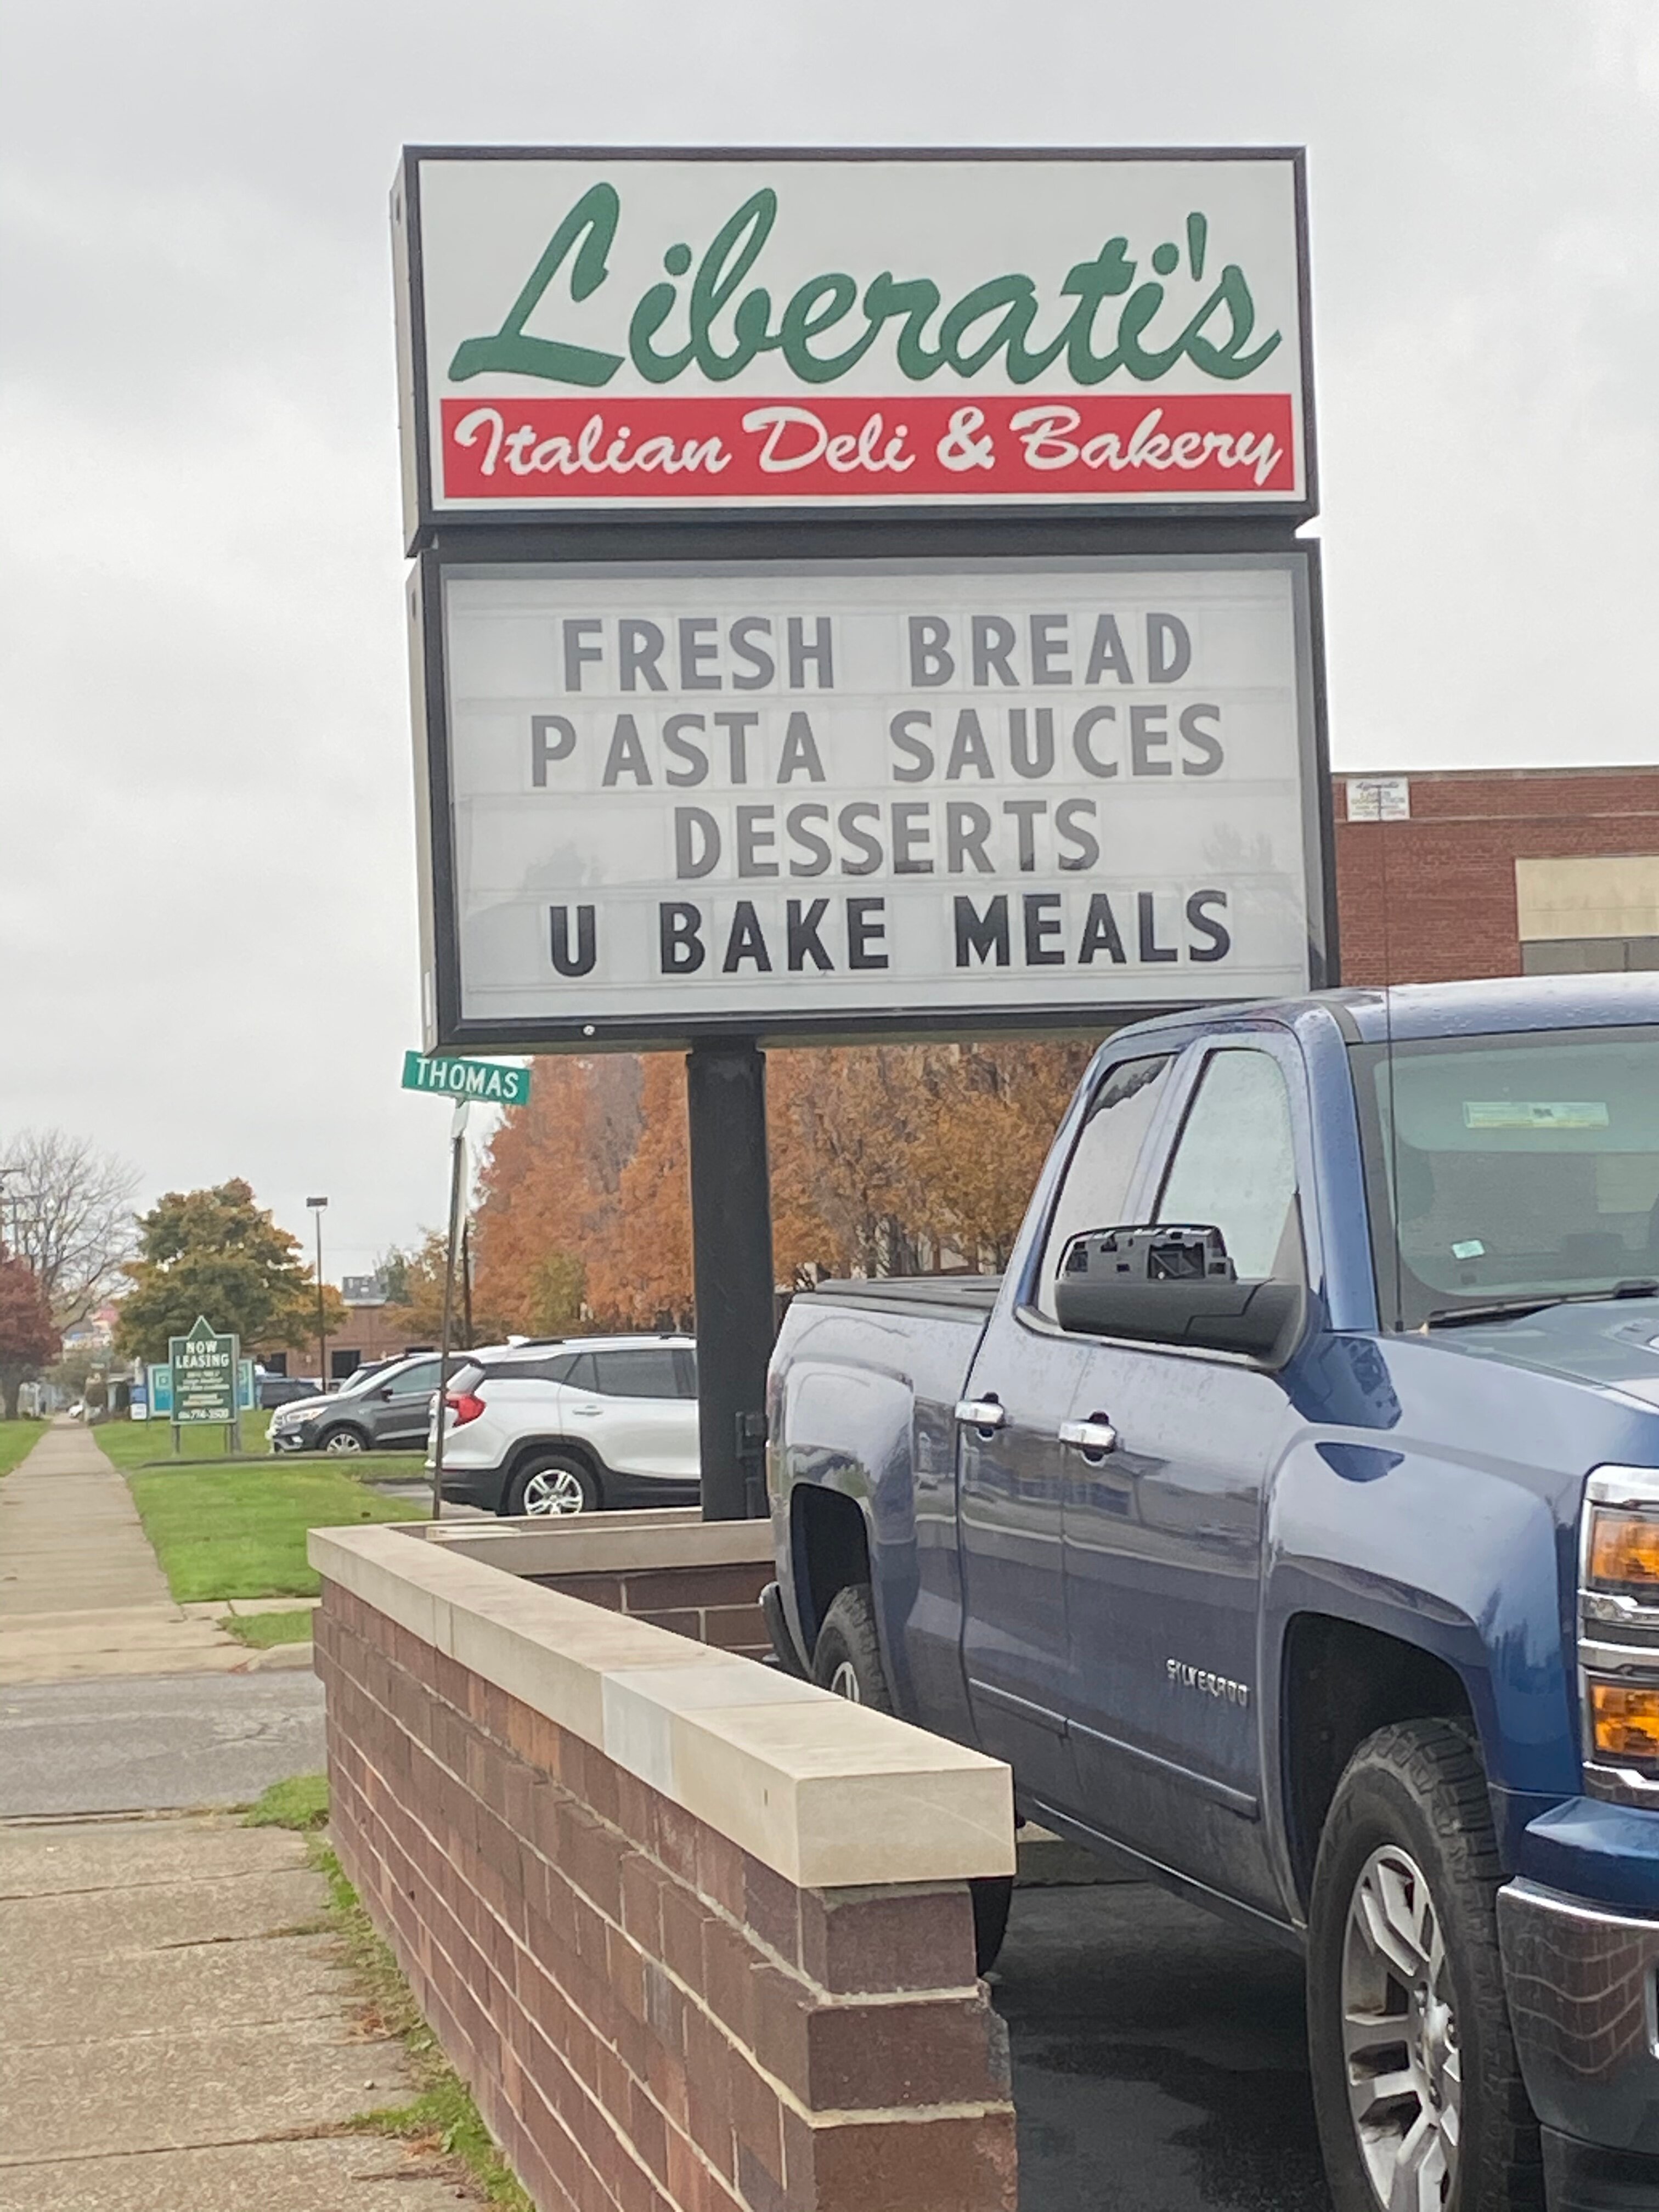 Liberati's
Italian Deli & Bakery
FRESH BREAD
PASTA SAUCES
DESSERTS
U BAKE MEALS
THOMAS
NOW
LEASING
SILVERADO